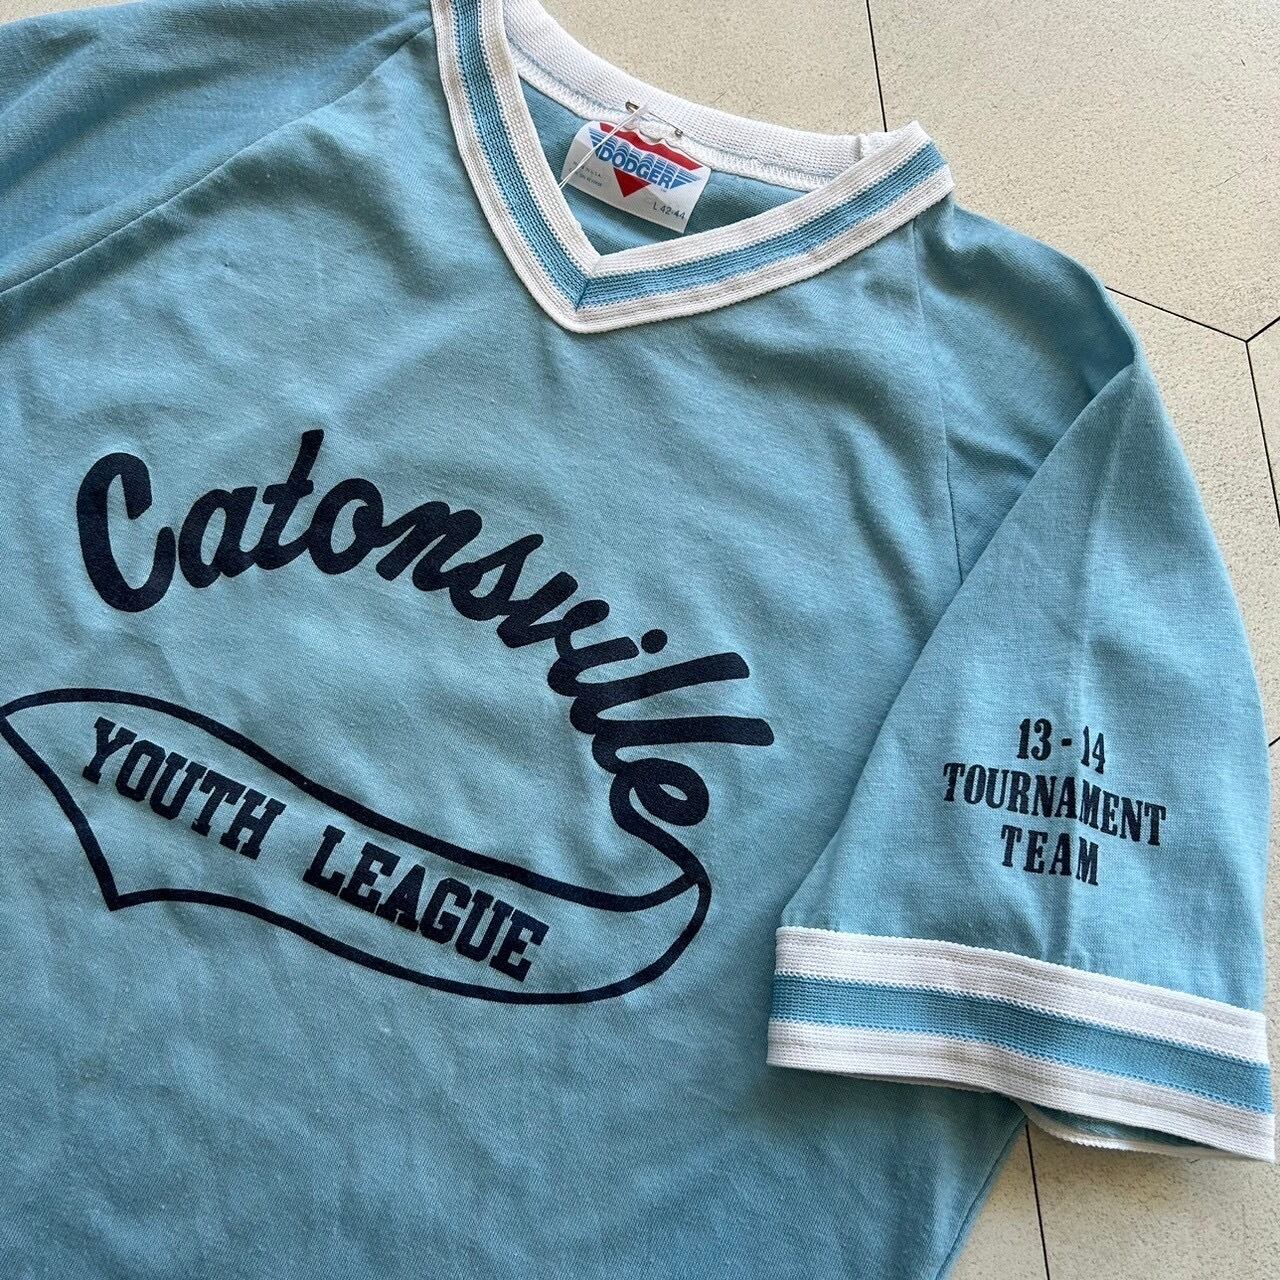 DODGER
L 42-44
Catonsville
YOUTH LEAGUE
13 - 14
TOURNAMENT
TEAM